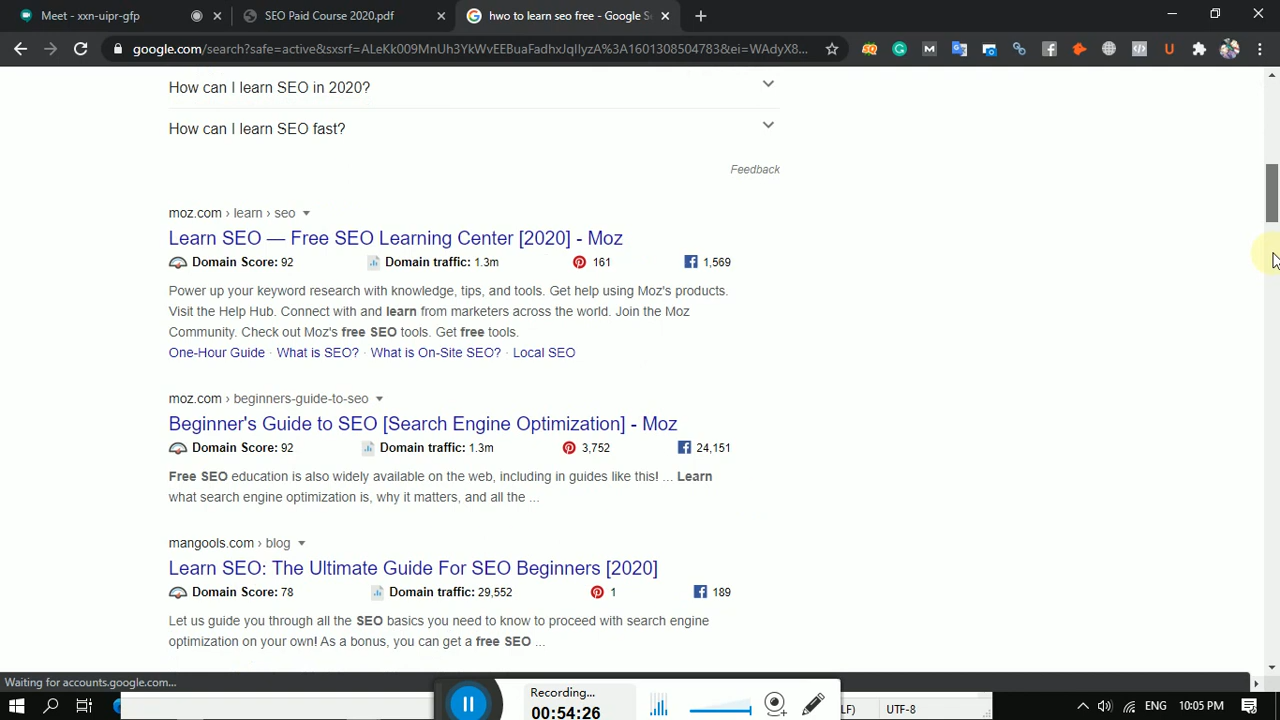 Meet - xxn-uipr-gfp
SEO Paid Course 2020.pdf
hwo to learn seo free - Google S
google.com/search?safe=active&sxsrf=ALeKk009MnUh3YkWvEEBuaFadhxJqIlyzA%3A1601308504783&ei=WAdyX8...
How can I learn SEO in 2020?
How can I learn SEO fast?
Feedback
moz.com › learn › seo
Learn SEO — Free SEO Learning Center [2020] - Moz
Domain Score: 92 Domain traffic: 1.3m 161 1,569
Power up your keyword research with knowledge, tips, and tools. Get help using Moz's products.
Visit the Help Hub. Connect with and learn from marketers across the world. Join the Moz
Community. Check out Moz's free SEO tools. Get free tools.
One-Hour Guide · What is SEO? · What is On-Site SEO? · Local SEO
moz.com › beginners-guide-to-seo
Beginner's Guide to SEO [Search Engine Optimization] - Moz
Domain Score: 92 Domain traffic: 1.3m 3,752 24,151
Free SEO education is also widely available on the web, including in guides like this! ... Learn
what search engine optimization is, why it matters, and all the ...
mangools.com › blog
Learn SEO: The Ultimate Guide For SEO Beginners [2020]
Domain Score: 78 Domain traffic: 29,552 1 189
Let us guide you through all the SEO basics you need to know to proceed with search engine
optimization on your own! As a bonus, you can get a free SEO ...
Waiting for accounts.google.com...
Recording...
00:54:26
LF)
UTF-8
ENG
10:05 PM